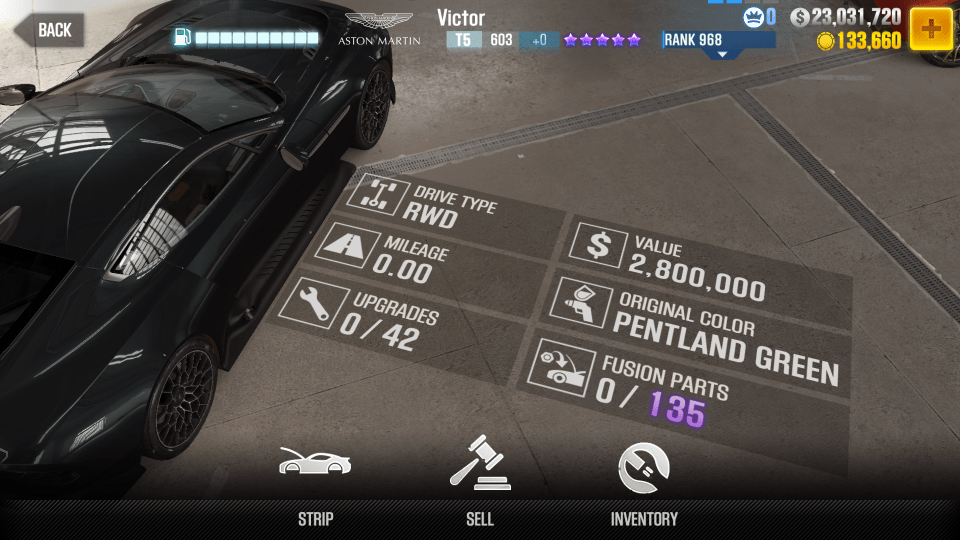 BACK
ASTON MARTIN
Victor
T5 603 +0
RANK 968
0
23,031,720
133,660
DRIVE TYPE
RWD
MILEAGE
0.00
UPGRADES
0/42
VALUE
2,800,000
ORIGINAL COLOR
PENTLAND GREEN
FUSION PARTS
0/135
STRIP
SELL
INVENTORY